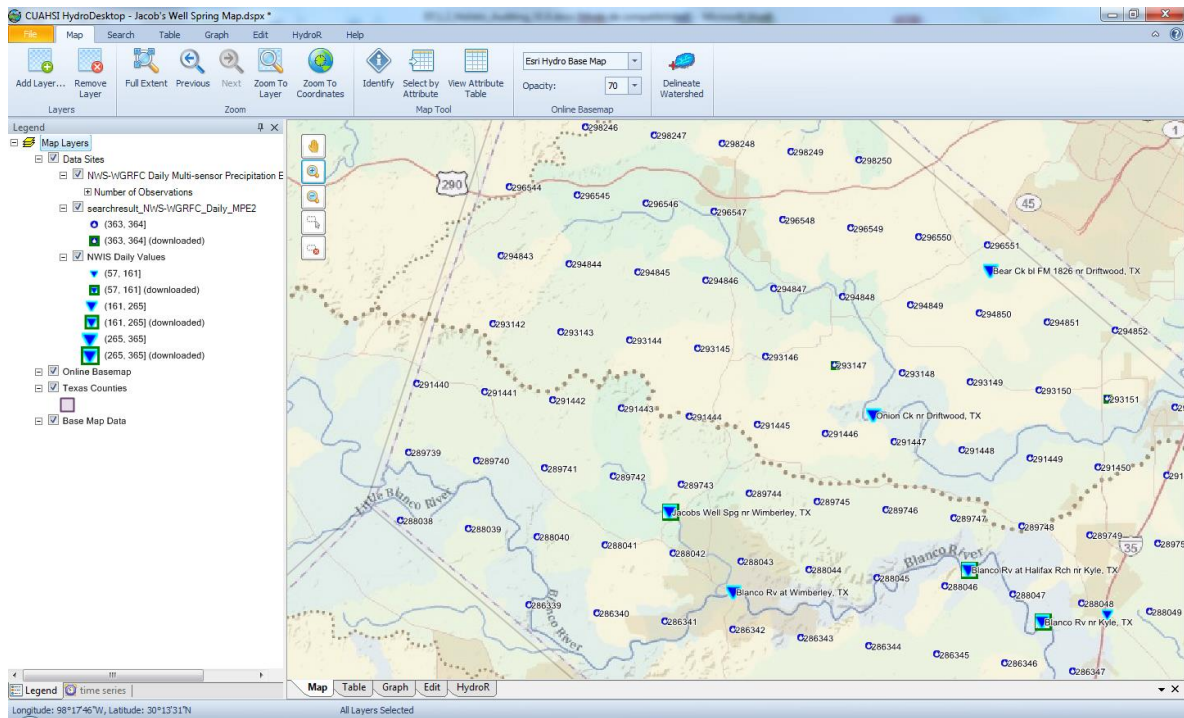 CUAHSI HydroDesktop - Jacob's Well Spring Map.dspx *
File Map Search Table Graph Edit HydroR Help
Add Layer... Remove Layer Full Extent Previous Next Zoom To Layer Zoom To Coordinates Identify Select by Attribute View Attribute Table Esri Hydro Base Map Opacity: 70 Delineate Watershed
Layers Zoom Map Tool Online Basemap
Legend
Map Layers
Data Sites
NWS-WGRFC Daily Multi-sensor Precipitation E
Number of Observations
searchresult_NWS-WGRFC_Daily_MPE2
(363, 364]
(363, 364] (downloaded)
NWIS Daily Values
(57, 161]
(57, 161] (downloaded)
(161, 265]
(161, 265] (downloaded)
(265, 365]
(265, 365] (downloaded)
Online Basemap
Texas Counties
Base Map Data
298246 298247 298248 298249 298250
1
290
45
296544 296545 296546 296547 296548 296549 296550 296551
Bear Ck bl FM 1826 nr Driftwood, TX
294843 294844 294845 294846 294847 294848 294849 294850 294851 294852
293142 293143 293144 293145 293146 293147 293148 293149 293150 293151
291440 291441 291442 291443 291444 291445 291446 291447 291448 291449 291450 291
Onion Ck nr Driftwood, TX
289739 289740 289741 289742 289743 289744 289745 289746 289747 289748 289749 28975
Little Blanco River
Jacobs Well Spg nr Wimberley, TX
35
288038 288039 288040 288041 288042 288043 288044 288045 288046 288047 288048 288049
Blanco River
Blanco Rv at Halifax Rch nr Kyle, TX
Blanco Rv at Wimberley, TX
Blanco Rv nr Kyle, TX
Blanco River
286339 286340 286341 286342 286343 286344 286345 286346 286347
Legend time series
Map Table Graph Edit HydroR
Longitude: 98°17'46"W, Latitude: 30°13'31"N All Layers Selected